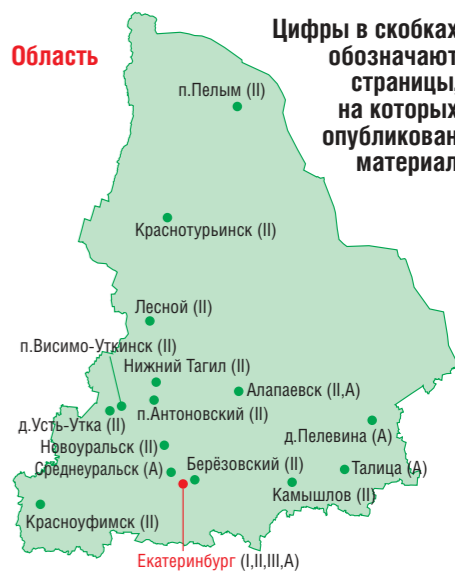 Цифры в скобках
Область
обозначают
страницы,
на которых
опубликован
материал
п.Пелым (II)
Краснотурьинск (II)
Лесной (II)
п.Висимо-Уткинск (II)
Нижний Тагил (II)
Алапаевск (II,А)
п.Антоновский (II)
д.Усть-Утка (II)
д.Пелевина (А)
Новоуральск (II)
Среднеуральск (А)
Берёзовский (II)
Талица (А)
Камышлов (II)
Красноуфимск (II)
Екатеринбург (I,II,III,А)